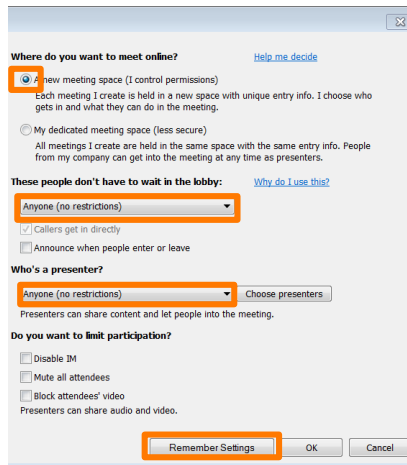 Where do you want to meet online? Help me decide
A new meeting space (I control permissions)
Each meeting I create is held in a new space with unique entry info. I choose who
gets in and what they can do in the meeting.
My dedicated meeting space (less secure)
All meetings I create are held in the same space with the same entry info. People
from my company can get into the meeting at any time as presenters.
These people don't have to wait in the lobby: Why do I use this?
Anyone (no restrictions)
Callers get in directly
Announce when people enter or leave
Who's a presenter?
Anyone (no restrictions) Choose presenters
Presenters can share content and let people into the meeting.
Do you want to limit participation?
Disable IM
Mute all attendees
Block attendees' video
Presenters can share audio and video.
Remember Settings OK Cancel